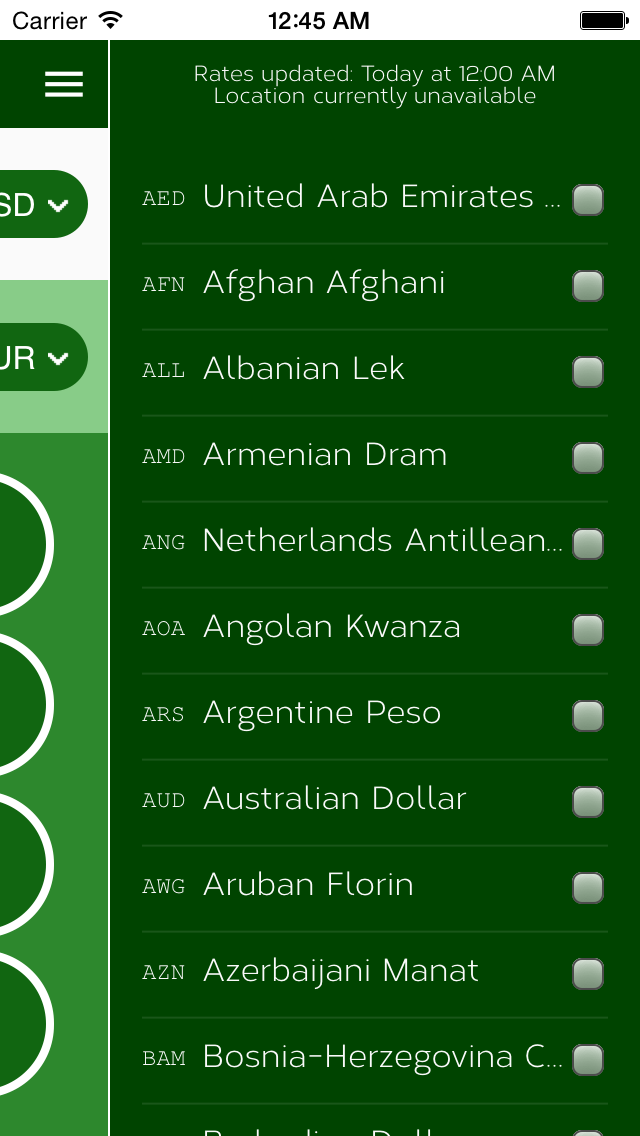 Carrier 12:45 AM
Rates updated: Today at 12:00 AM
Location currently unavailable
SD
UR
AED United Arab Emirates ...
AFN Afghan Afghani
ALL Albanian Lek
AMD Armenian Dram
ANG Netherlands Antillean...
AOA Angolan Kwanza
ARS Argentine Peso
AUD Australian Dollar
AWG Aruban Florin
AZN Azerbaijani Manat
BAM Bosnia-Herzegovina C...